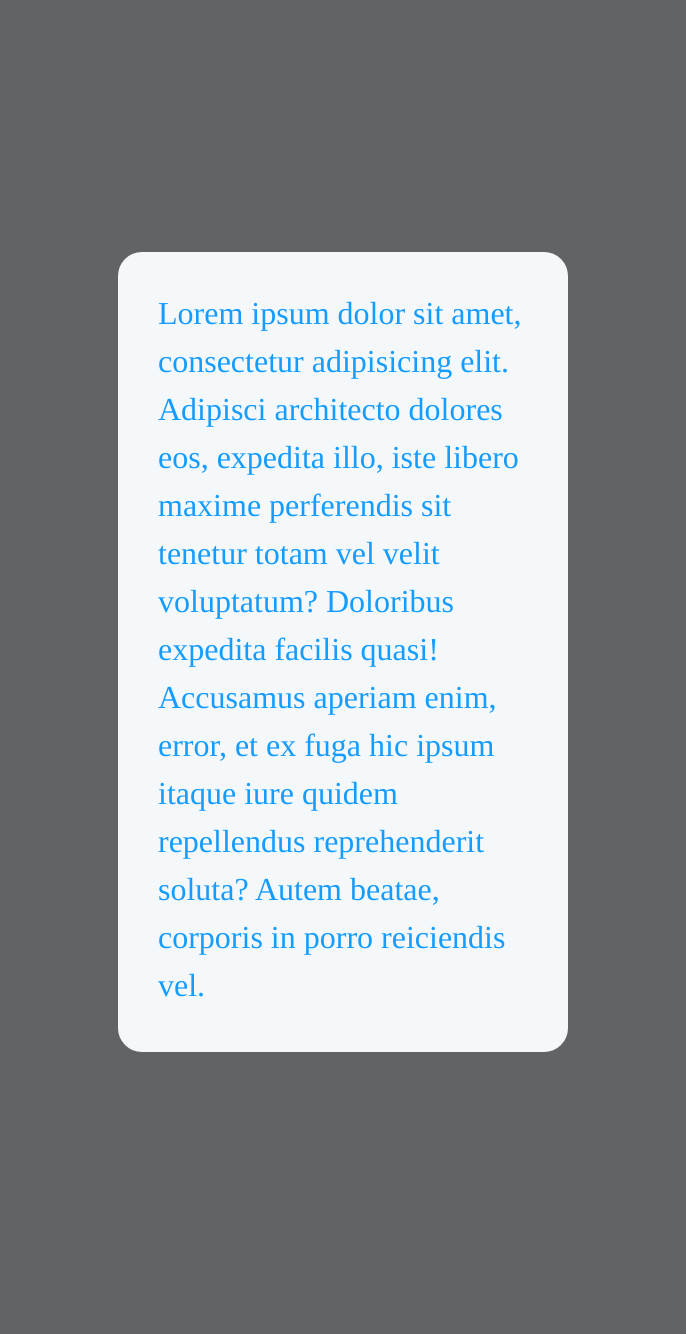 Lorem ipsum dolor sit amet,
consectetur adipisicing elit.
Adipisci architecto dolores
eos, expedita illo, iste libero
maxime perferendis sit
tenetur totam vel velit
voluptatum? Doloribus
expedita facilis quasi!
Accusamus aperiam enim,
error, et ex fuga hic ipsum
itaque iure quidem
repellendus reprehenderit
soluta? Autem beatae,
corporis in porro reiciendis
vel.